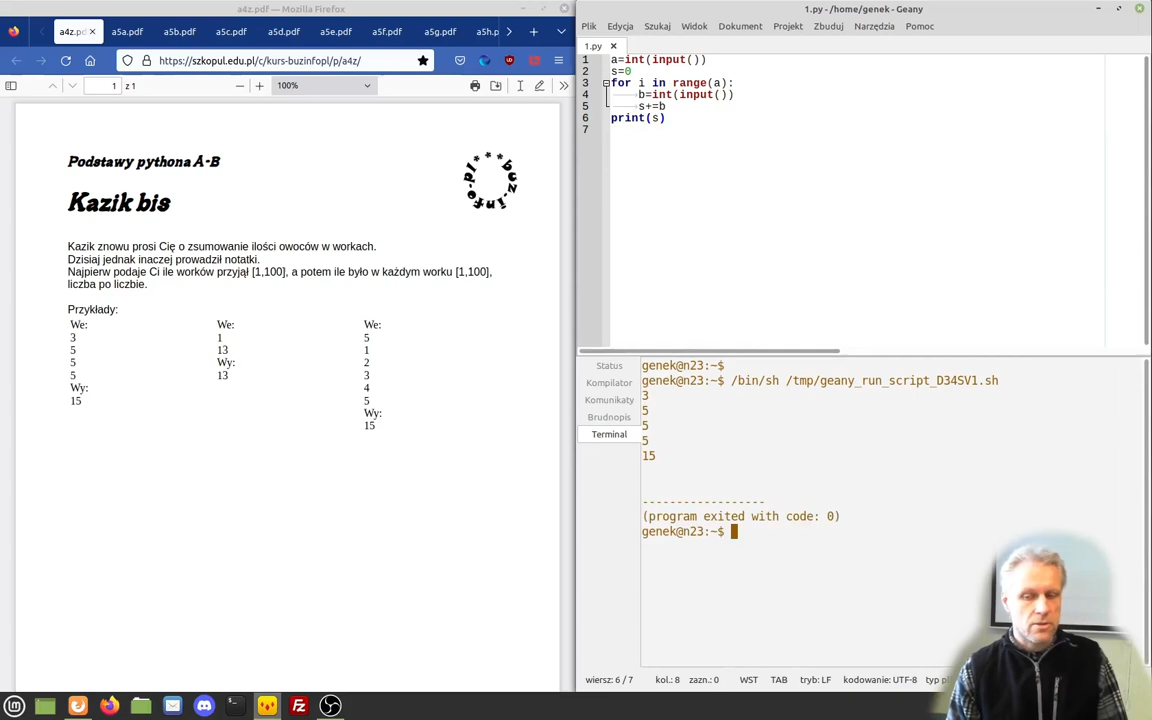 a4z.pdf — Mozilla Firefox
a4z.pd
a5a.pdf
a5b.pdf
a5c.pdf
a5d.pdf
a5e.pdf
a5f.pdf
a5g.pdf
a5h.p
https://szkopul.edu.pl/c/kurs-buzinfopl/p/a4z/
1
z 1
100%
Podstawy pythona A-B
***buz.info.pl
Kazik bis
Kazik znowu prosi Cię o zsumowanie ilości owoców w workach.
Dzisiaj jednak inaczej prowadził notatki.
Najpierw podaje Ci ile worków przyjął [1,100], a potem ile było w każdym worku [1,100],
liczba po liczbie.
Przykłady:
We:
3
5
5
5
Wy:
15
We:
1
13
Wy:
13
We:
5
1
2
3
4
5
Wy:
15
1.py - /home/genek - Geany
Plik Edycja Szukaj Widok Dokument Projekt Zbuduj Narzędzia Pomoc
1.py
1 a=int(input())
2 s=0
3 for i in range(a):
4 b=int(input())
5 s+=b
6 print(s)
7
Status
Kompilator
Komunikaty
Brudnopis
Terminal
genek@n23:~$
genek@n23:~$ /bin/sh /tmp/geany_run_script_D34SV1.sh
3
5
5
5
15
------------------
(program exited with code: 0)
genek@n23:~$
wiersz: 6 / 7 kol.: 8 zazn.: 0 WST TAB tryb: LF kodowanie: UTF-8 typ pl